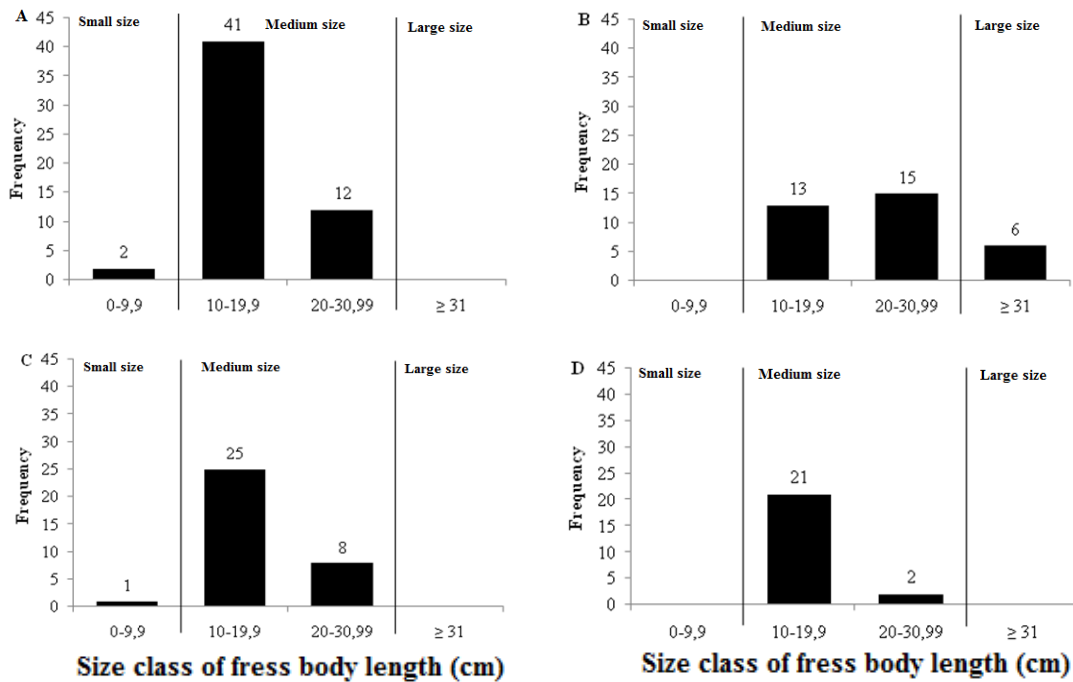 A
Small size Medium size Large size
45
40
35
30
25
20
15
10
5
0
Frequency
2 41 12
0-9,9 10-19,9 20-30,99 ≥ 31
B
Small size Medium size Large size
45
40
35
30
25
20
15
10
5
0
Frequency
13 15 6
0-9,9 10-19,9 20-30,99 ≥ 31
C
Small size Medium size Large size
45
40
35
30
25
20
15
10
5
0
Frequency
1 25 8
0-9,9 10-19,9 20-30,99 ≥ 31
Size class of fress body length (cm)
D
Small size Medium size Large size
45
40
35
30
25
20
15
10
5
0
Frequency
21 2
0-9,9 10-19,9 20-30,99 ≥ 31
Size class of fress body length (cm)